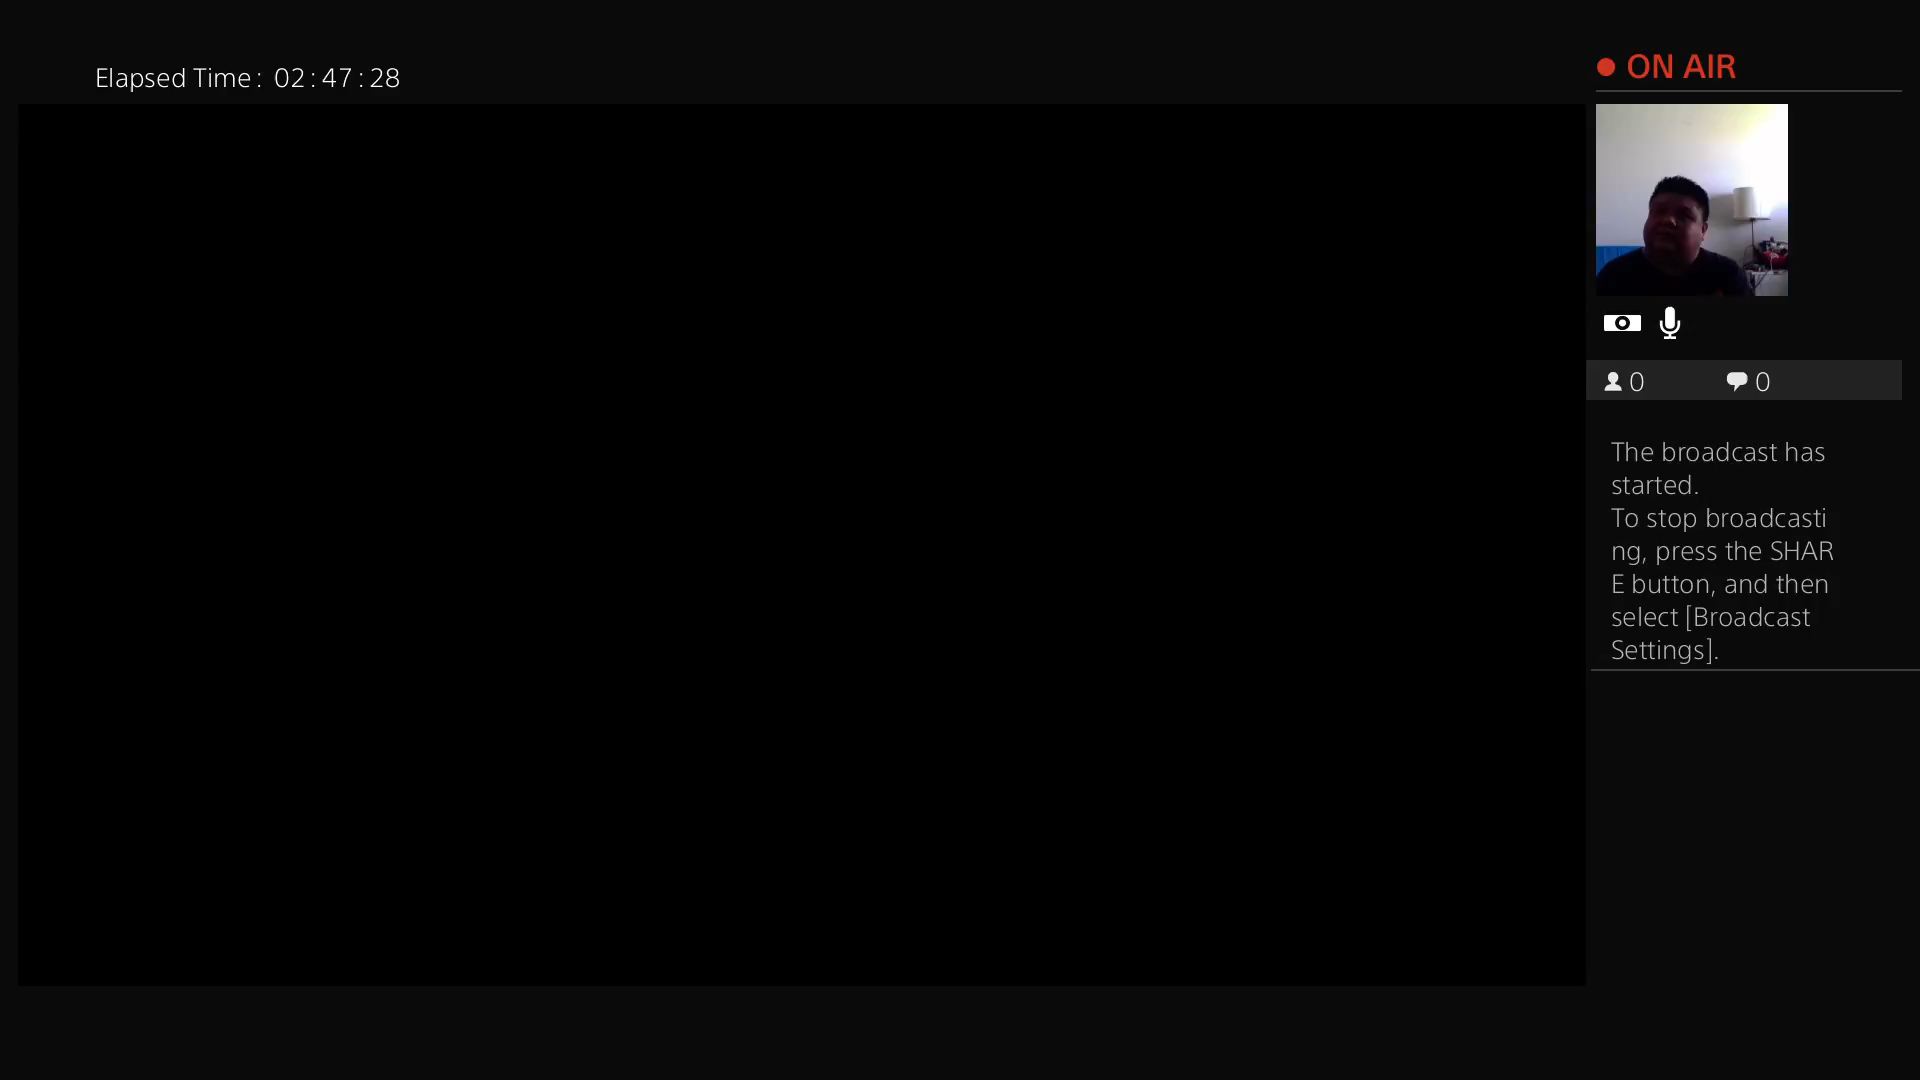 Elapsed Time: 02:47:28
ON AIR
0 0
The broadcast has
started.
To stop broadcasti
ng, press the SHAR
E button, and then
select [Broadcast
Settings].